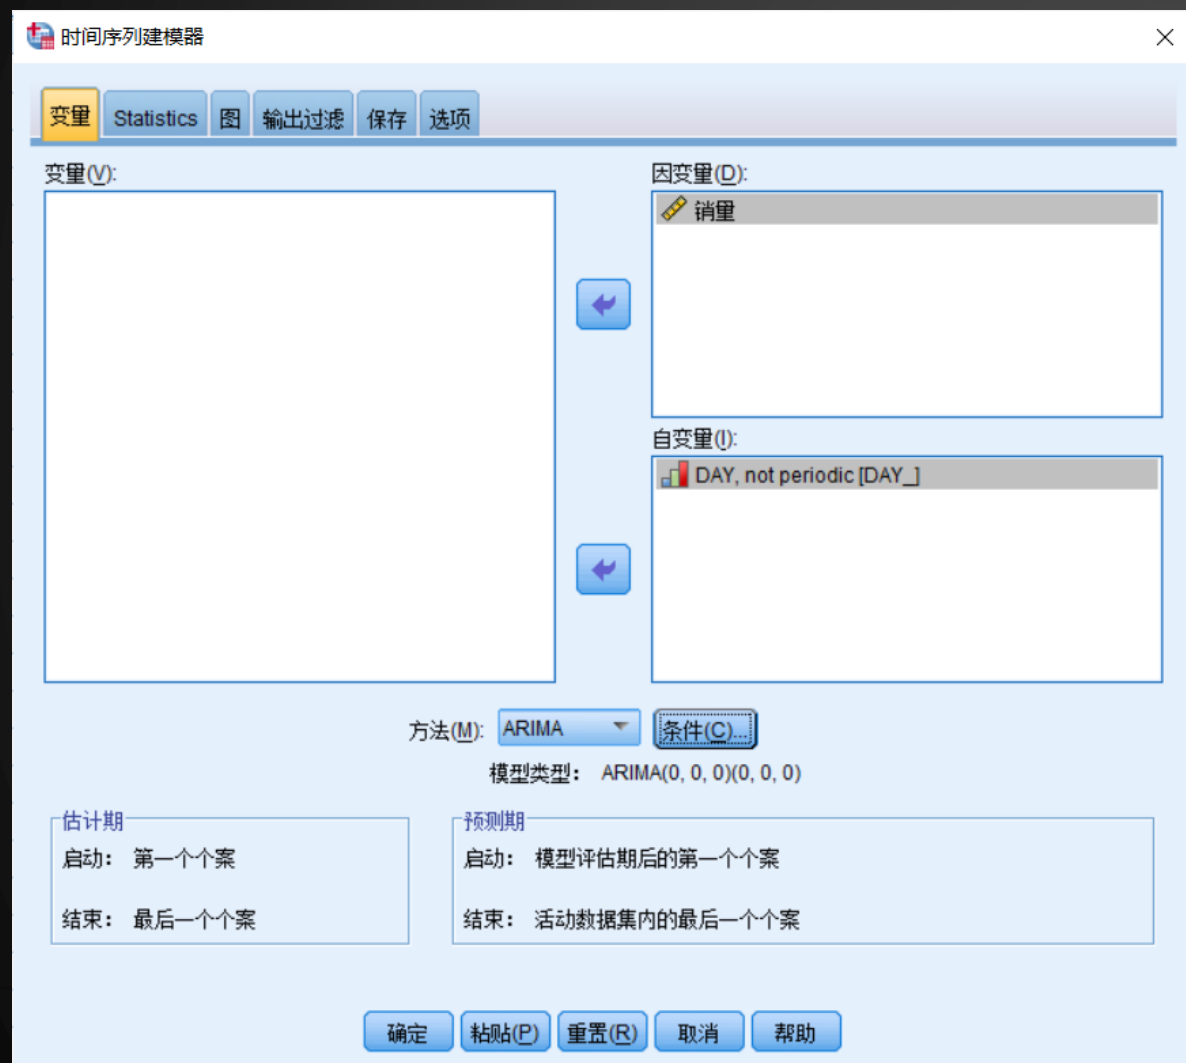 时间序列建模器
变量 Statistics 图 输出过滤 保存 选项
变量(V):
因变量(D):
销量
自变量(I):
DAY, not periodic [DAY_]
方法(M): ARIMA 条件(C)...
模型类型： ARIMA(0, 0, 0)(0, 0, 0)
估计期
启动： 第一个个案
结束： 最后一个个案
预测期
启动： 模型评估期后的第一个个案
结束： 活动数据集内的最后一个个案
确定 粘贴(P) 重置(R) 取消 帮助